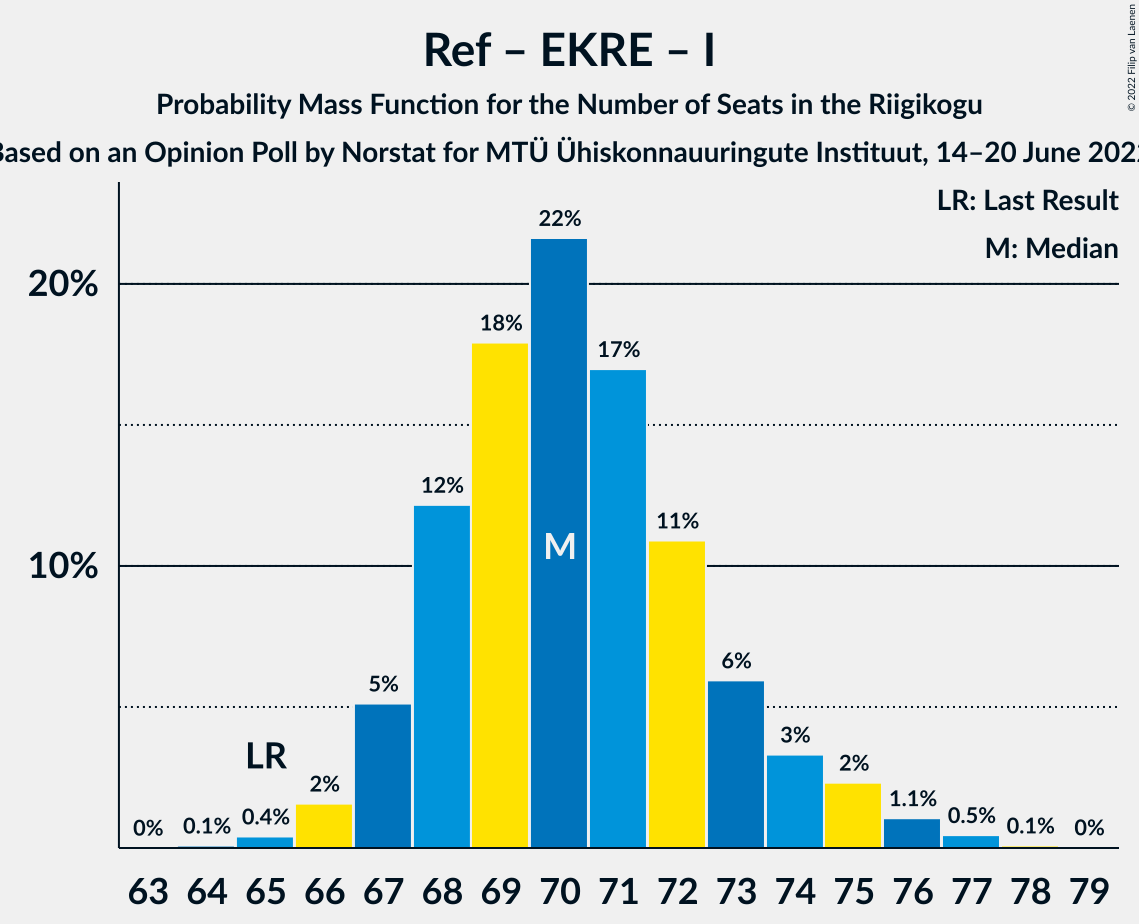 Ref – EKRE – I
Probability Mass Function for the Number of Seats in the Riigikogu
Based on an Opinion Poll by Norstat for MTÜ Ühiskonnauuringute Instituut, 14–20 June 2022
© 2022 Filip van Laenen
LR: Last Result
M: Median
20%
10%
0%
0.1%
0.4%
LR
2%
5%
12%
18%
22%
M
17%
11%
6%
3%
2%
1.1%
0.5%
0.1%
0%
63 64 65 66 67 68 69 70 71 72 73 74 75 76 77 78 79